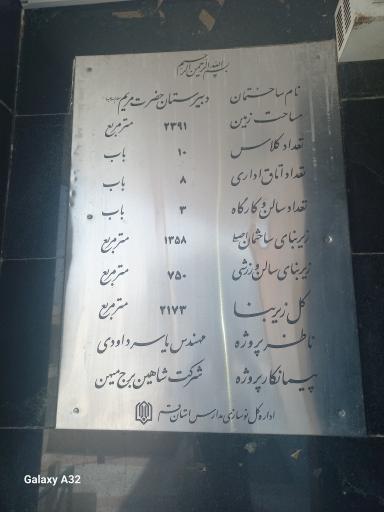 بسم الله الرحمن الرحیم
نام ساختمان دبیرستان حضرت مریم
مساحت زمین ۲۳۹۱ مترمربع
تعداد کلاس ۱۰ باب
تعداد اتاق اداری ۸ باب
تعداد سالن و کارگاه ۳ باب
زیربنای ساختمان اصلی ۱۳۵۸ مترمربع
زیربنای سالن ورزشی ۷۵۰ مترمربع
کل زیربنا ۲۱۷۳ مترمربع
ناظر پروژه مهندس یاسر داودی
پیمانکار پروژه شرکت شاهین برج میهن
اداره کل نوسازی مدارس استان قم
Galaxy A32